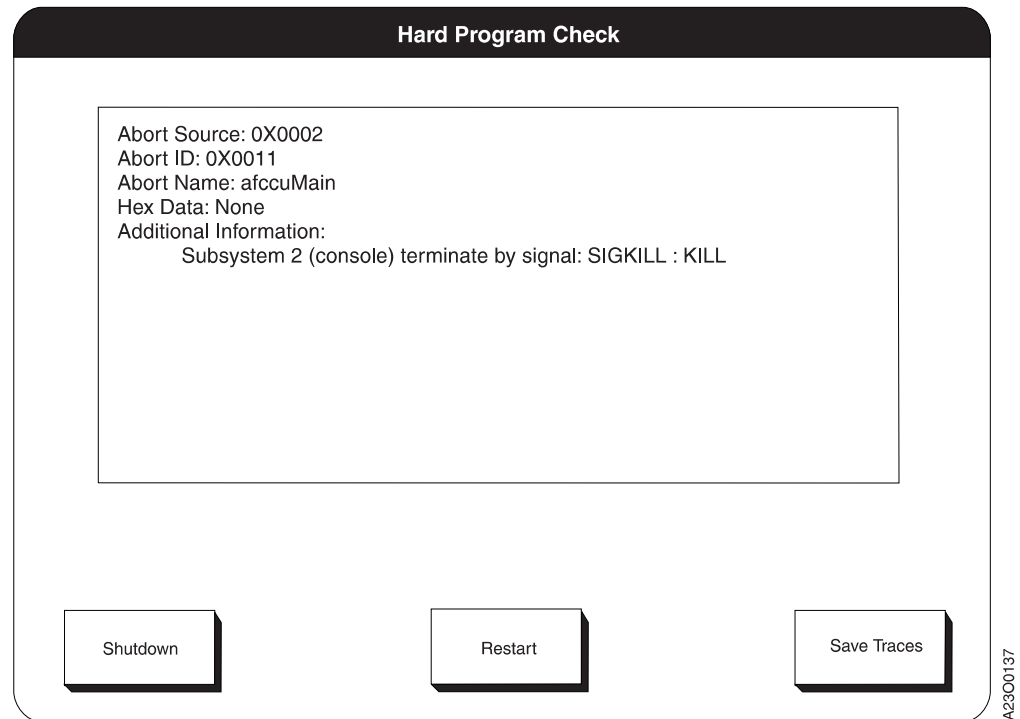 Hard Program Check
Abort Source: 0X0002
Abort ID: 0X0011
Abort Name: afccuMain
Hex Data: None
Additional Information:
Subsystem 2 (console) terminate by signal: SIGKILL : KILL
Shutdown
Restart
Save Traces
A23O0137